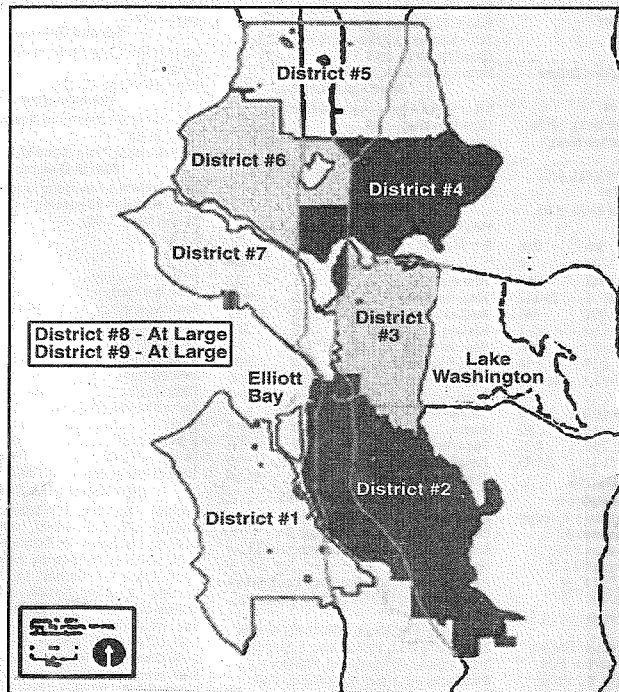 District #5
District #6
District #4
District #7
District
#3
District #8 - At Large
District #9 - At Large
Lake
Washington
Elliott
Bay
District #2
District #1